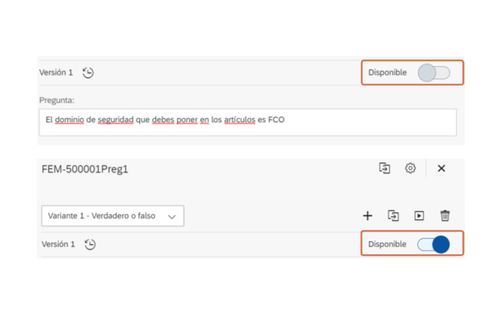 Versión 1
Disponible
Pregunta:
El dominio de seguridad que debes poner en los artículos es FCO
FEM-500001Preg1
Variante 1 - Verdadero o falso
Versión 1
Disponible